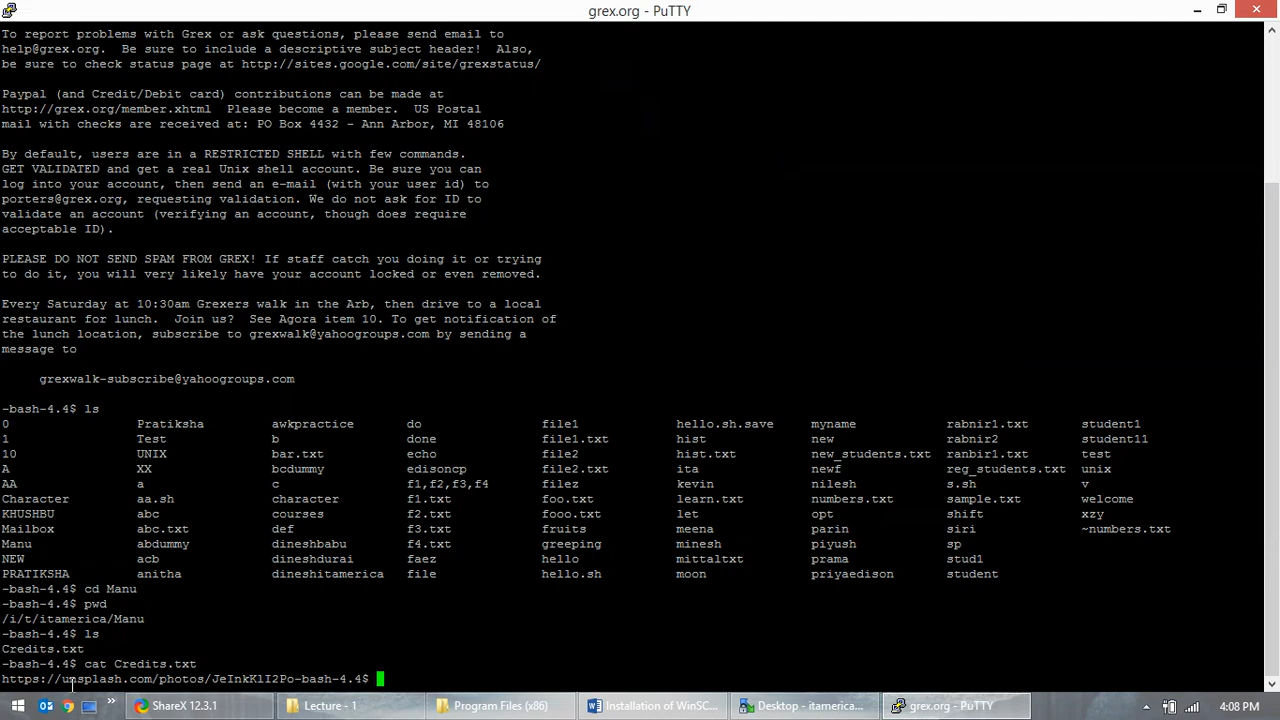 grex.org - PuTTY
To report problems with Grex or ask questions, please send email to
help@grex.org.  Be sure to include a descriptive subject header!  Also,
be sure to check status page at http://sites.google.com/site/grexstatus/
Paypal (and Credit/Debit card) contributions can be made at
http://grex.org/member.xhtml  Please become a member.  US Postal
mail with checks are received at: PO Box 4432 - Ann Arbor, MI 48106
By default, users are in a RESTRICTED SHELL with few commands.
GET VALIDATED and get a real Unix shell account. Be sure you can
log into your account, then send an e-mail (with your user id) to
porters@grex.org, requesting validation. We do not ask for ID to
validate an account (verifying an account, though does require
acceptable ID).
PLEASE DO NOT SEND SPAM FROM GREX! If staff catch you doing it or trying
to do it, you will very likely have your account locked or even removed.
Every Saturday at 10:30am Grexers walk in the Arb, then drive to a local
restaurant for lunch.  Join us?  See Agora item 10. To get notification of
the lunch location, subscribe to grexwalk@yahoogroups.com by sending a
message to
grexwalk-subscribe@yahoogroups.com
-bash-4.4$ ls
0 Pratiksha awkpractice do file1 hello.sh.save myname rabnir1.txt student1
1 Test b done file1.txt hist new rabnir2 student11
10 UNIX bar.txt echo file2 hist.txt new_students.txt ranbir1.txt test
A XX bcdummy edisoncp file2.txt ita newf reg_students.txt unix
AA a c f1,f2,f3,f4 filez kevin nilesh s.sh v
Character aa.sh character f1.txt foo.txt learn.txt numbers.txt sample.txt welcome
KHUSHBU abc courses f2.txt fooo.txt let opt shift xzy
Mailbox abc.txt def f3.txt fruits meena parin siri ~numbers.txt
Manu abdummy dineshbabu f4.txt greeping minesh piyush sp
NEW acb dineshdurai faez hello mittaltxt prama stud1
PRATIKSHA anitha dineshitamerica file hello.sh moon priyaedison student
-bash-4.4$ cd Manu
-bash-4.4$ pwd
/i/t/itamerica/Manu
-bash-4.4$ ls
Credits.txt
-bash-4.4$ cat Credits.txt
https://unsplash.com/photos/JeInkKlI2Po-bash-4.4$
ShareX 12.3.1 Lecture - 1 Program Files (x86) Installation of WinSC... Desktop - itamerica... grex.org - PuTTY 4:08 PM